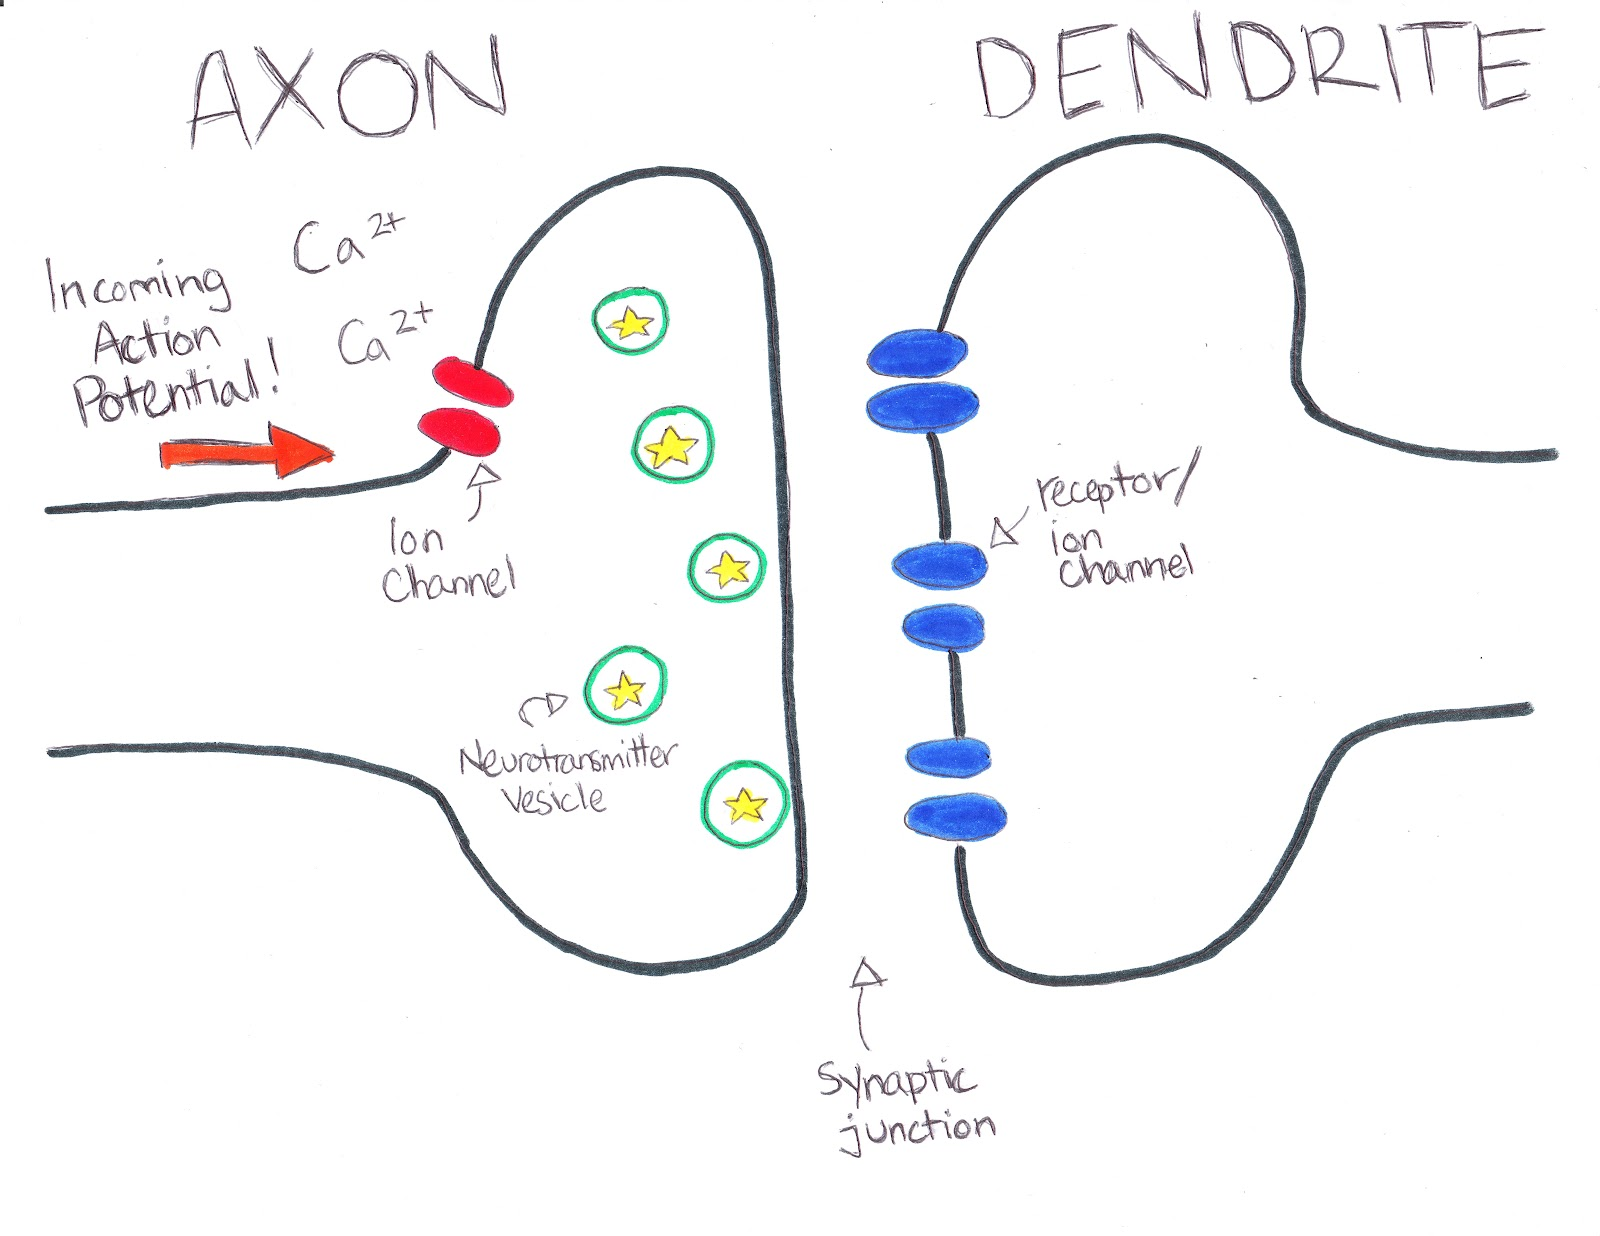 AXON
DENDRITE
Ca2+
Ca2+
Incoming
Action
Potential!
Ion
Channel
receptor/
ion
channel
Neurotransmitter
Vesicle
Synaptic
junction